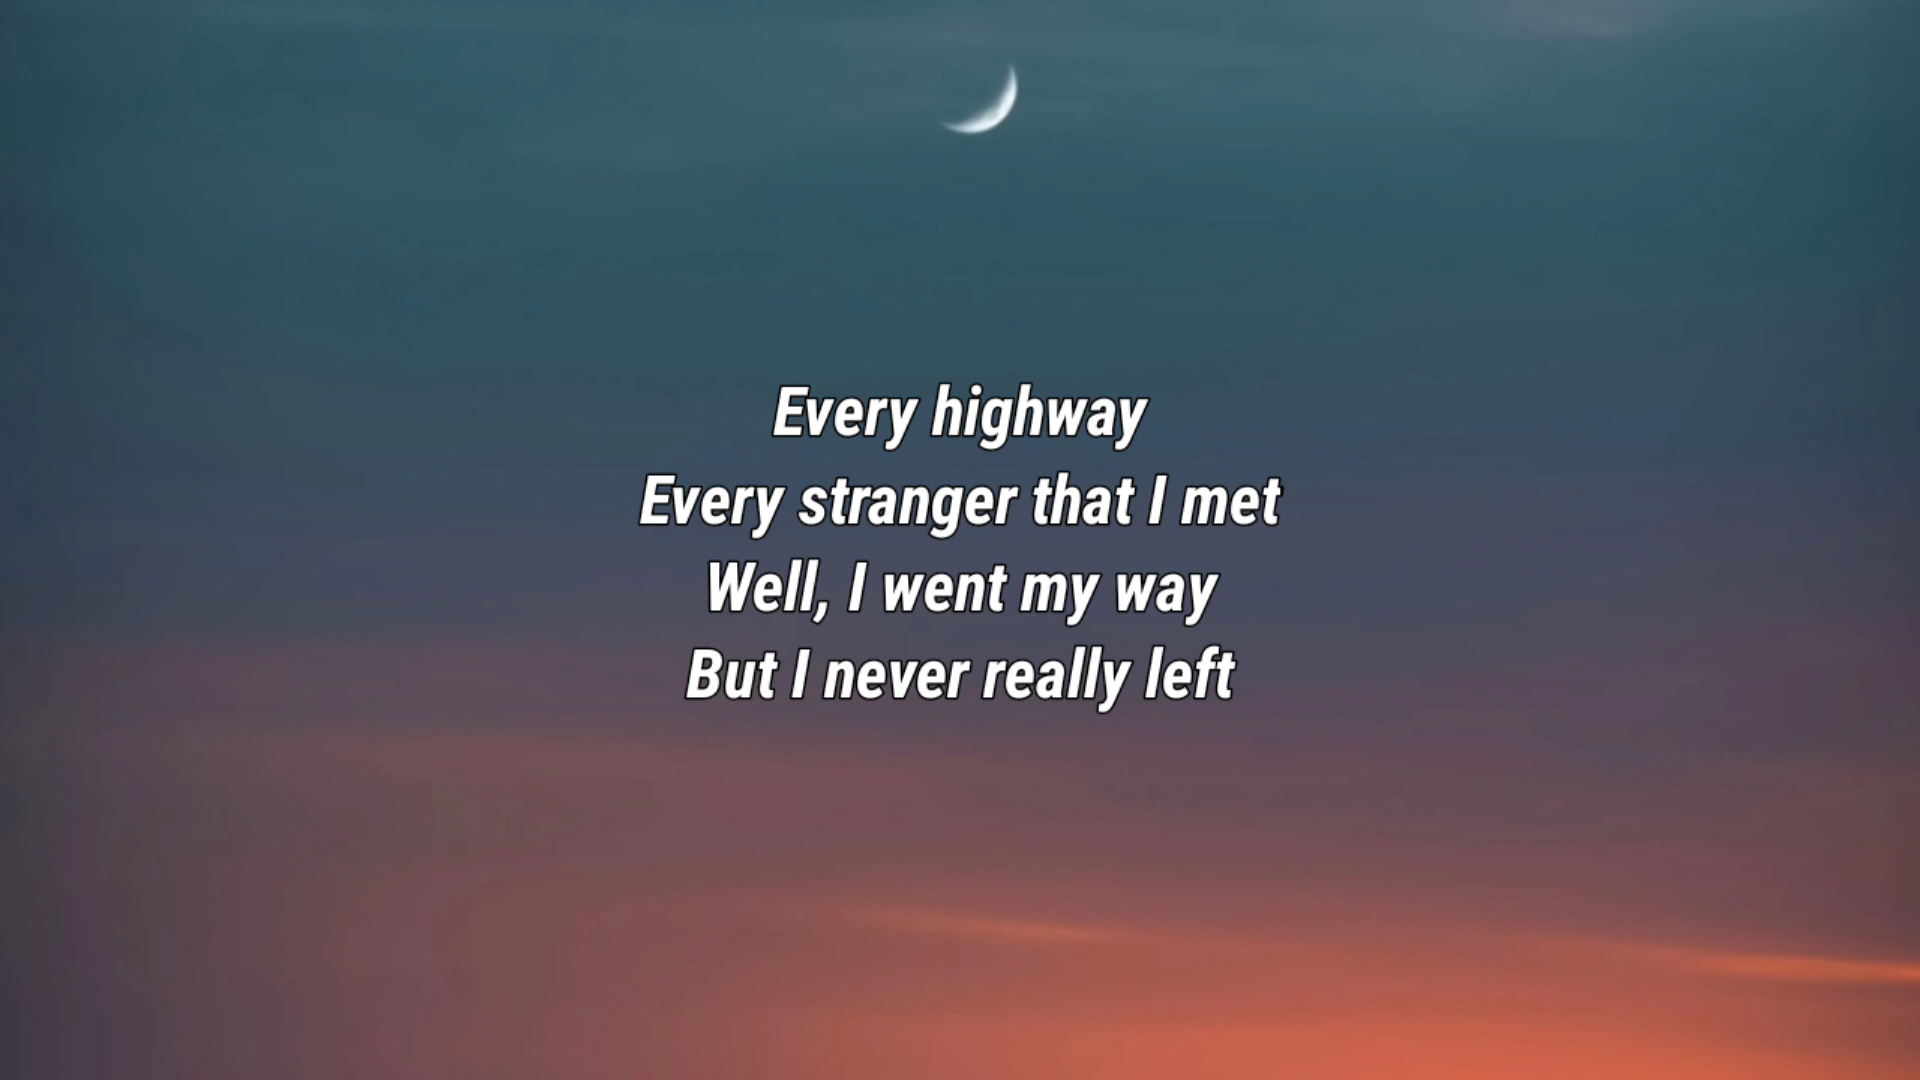 Every highway
Every stranger that I met
Well, I went my way
But I never really left